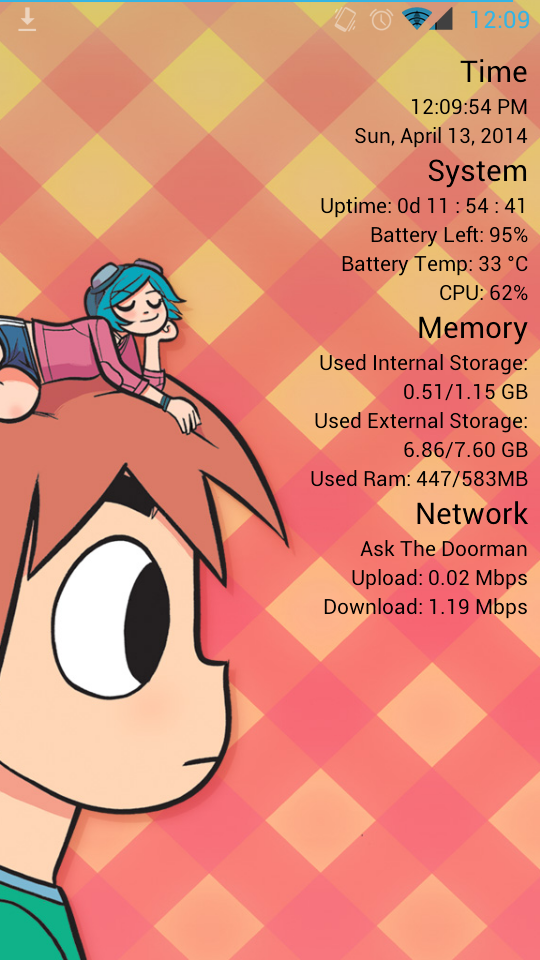 12:09
Time
12:09:54 PM
Sun, April 13, 2014
System
Uptime: 0d 11 : 54 : 41
Battery Left: 95%
Battery Temp: 33 °C
CPU: 62%
Memory
Used Internal Storage:
0.51/1.15 GB
Used External Storage:
6.86/7.60 GB
Used Ram: 447/583MB
Network
Ask The Doorman
Upload: 0.02 Mbps
Download: 1.19 Mbps